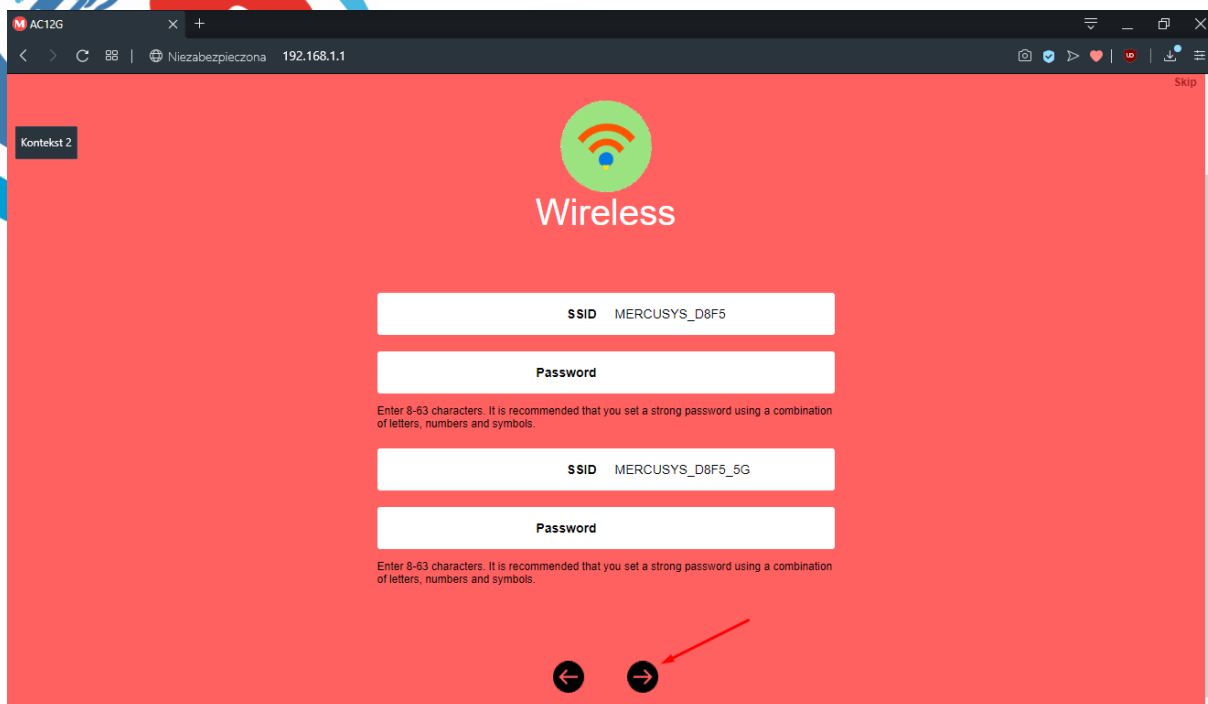 AC12G
Niezabezpieczona 192.168.1.1
Skip
Kontekst 2
Wireless
SSID MERCUSYS_D8F5
Password
Enter 8-63 characters. It is recommended that you set a strong password using a combination
of letters, numbers and symbols.
SSID MERCUSYS_D8F5_5G
Password
Enter 8-63 characters. It is recommended that you set a strong password using a combination
of letters, numbers and symbols.